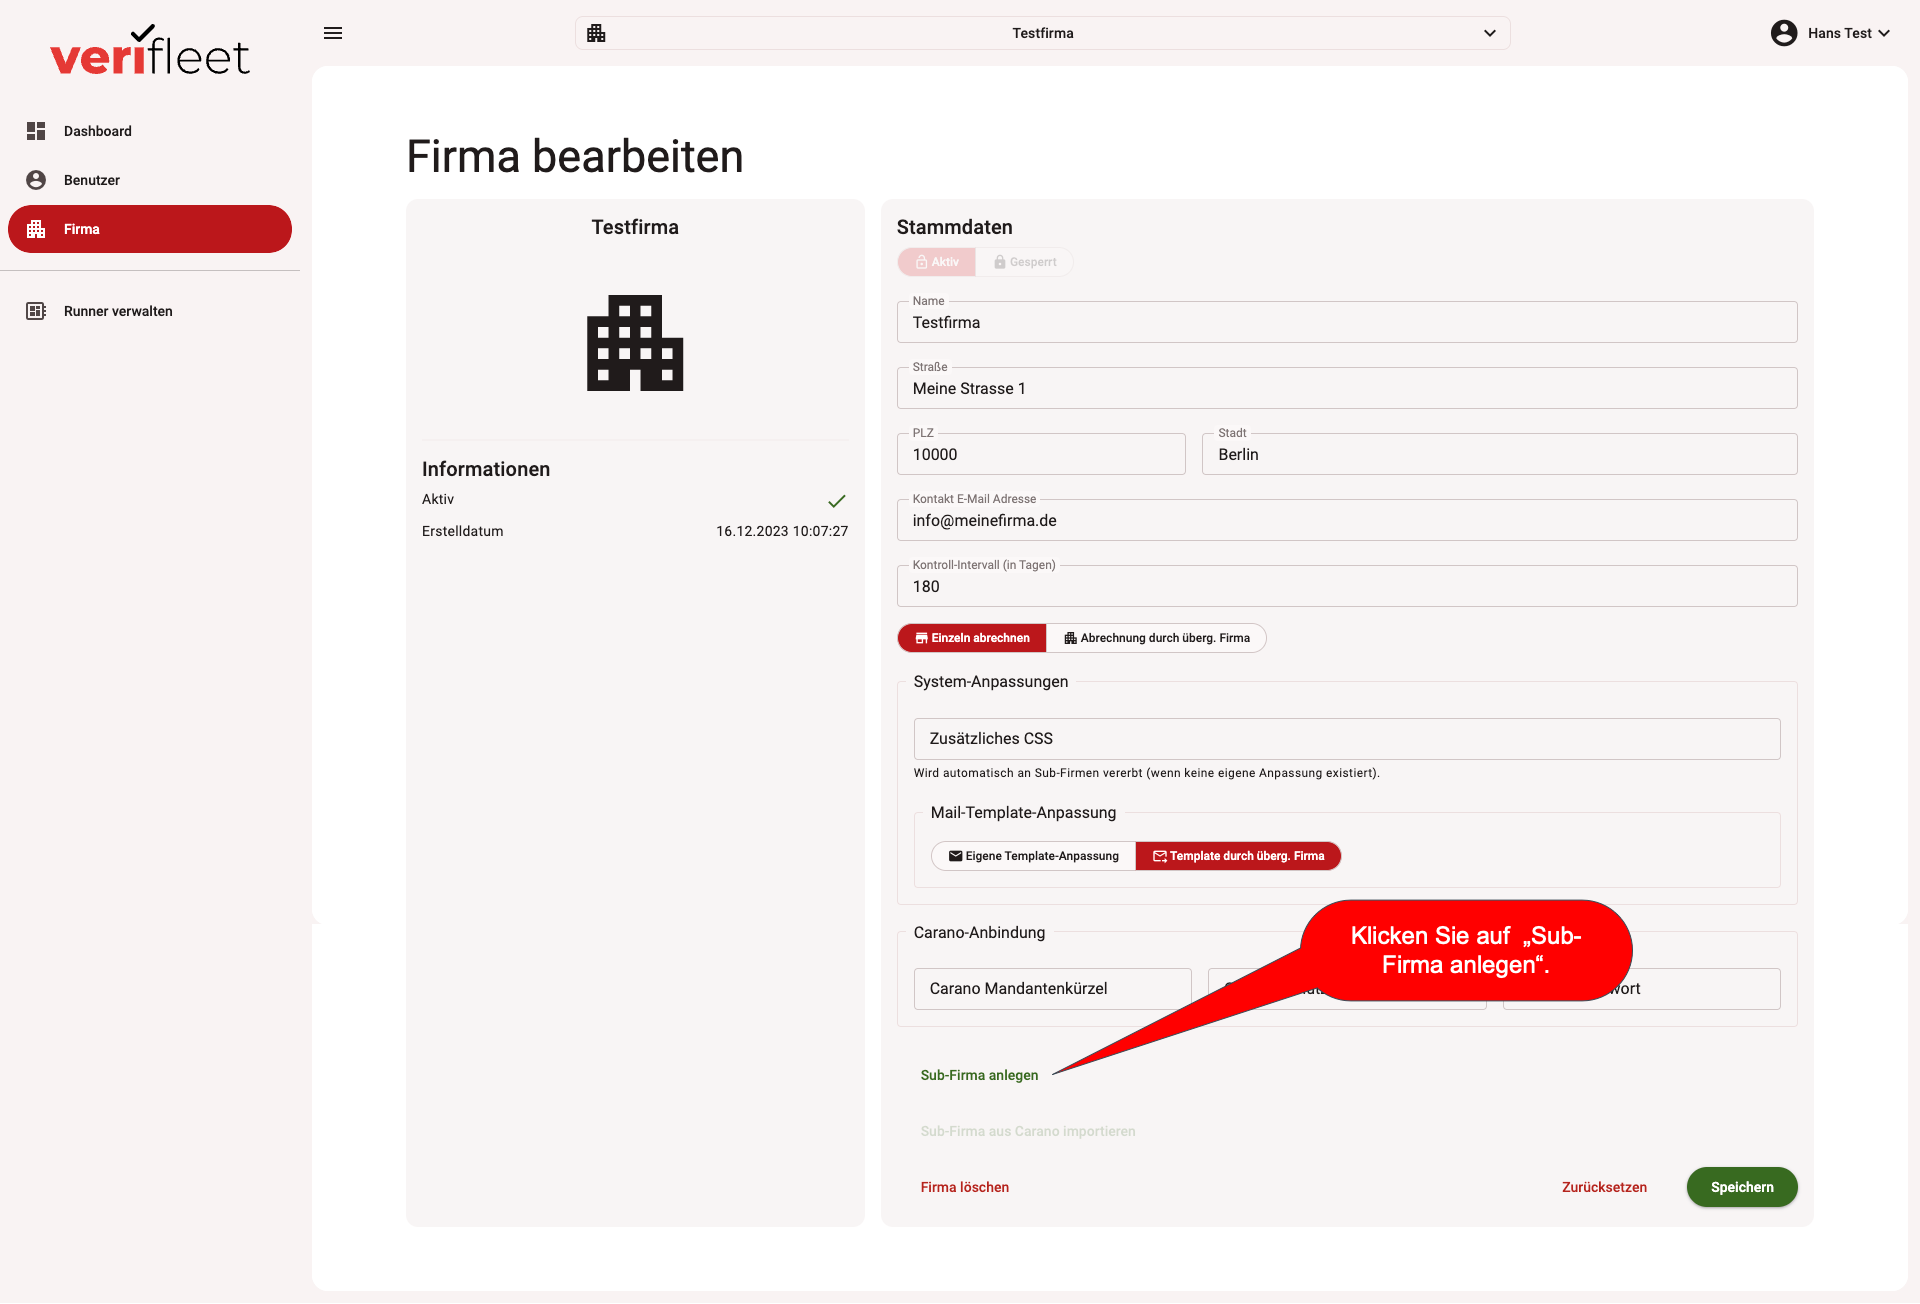 verifleet
Testfirma
Hans Test
Dashboard
Benutzer
Firma
Runner verwalten
Firma bearbeiten
Testfirma
Informationen
Aktiv
Erstelldatum 16.12.2023 10:07:27
Stammdaten
Aktiv Gesperrt
Name
Testfirma
Straße
Meine Strasse 1
PLZ
10000
Stadt
Berlin
Kontakt E-Mail Adresse
info@meinefirma.de
Kontroll-Intervall (in Tagen)
180
Einzeln abrechnen Abrechnung durch überg. Firma
System-Anpassungen
Zusätzliches CSS
Wird automatisch an Sub-Firmen vererbt (wenn keine eigene Anpassung existiert).
Mail-Template-Anpassung
Eigene Template-Anpassung Template durch überg. Firma
Carano-Anbindung
Carano Mandantenkürzel
Klicken Sie auf „Sub-
Firma anlegen“.
Sub-Firma anlegen
Sub-Firma aus Carano importieren
Firma löschen
Zurücksetzen
Speichern